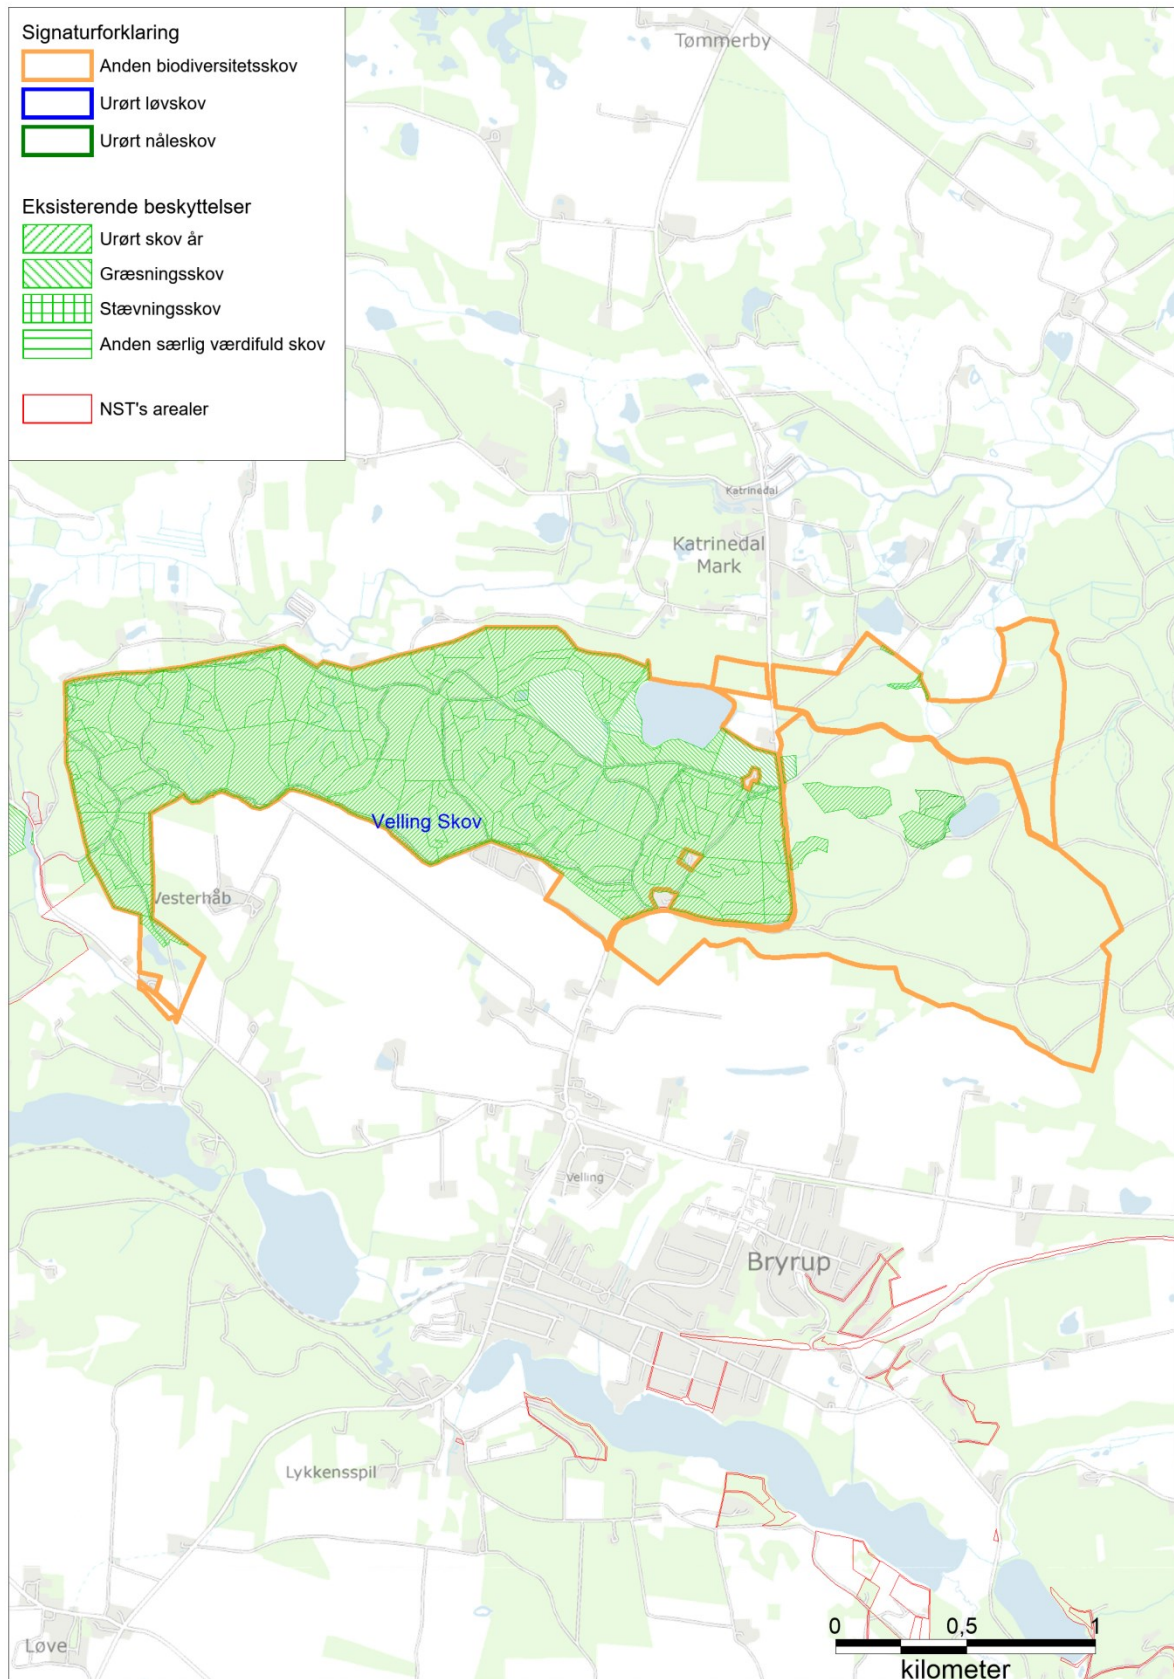 Signaturforklaring
Anden biodiversitetsskov
Urørt løvskov
Urørt nåleskov
Eksisterende beskyttelser
Urørt skov år
Græsningsskov
Stævningsskov
Anden særlig værdifuld skov
NST's arealer
Tømmerby
Katrinedal
Katrinedal
Mark
Velling Skov
Vesterhåb
Velling
Bryrup
Lykkensspil
Løve
0 0,5 1
kilometer